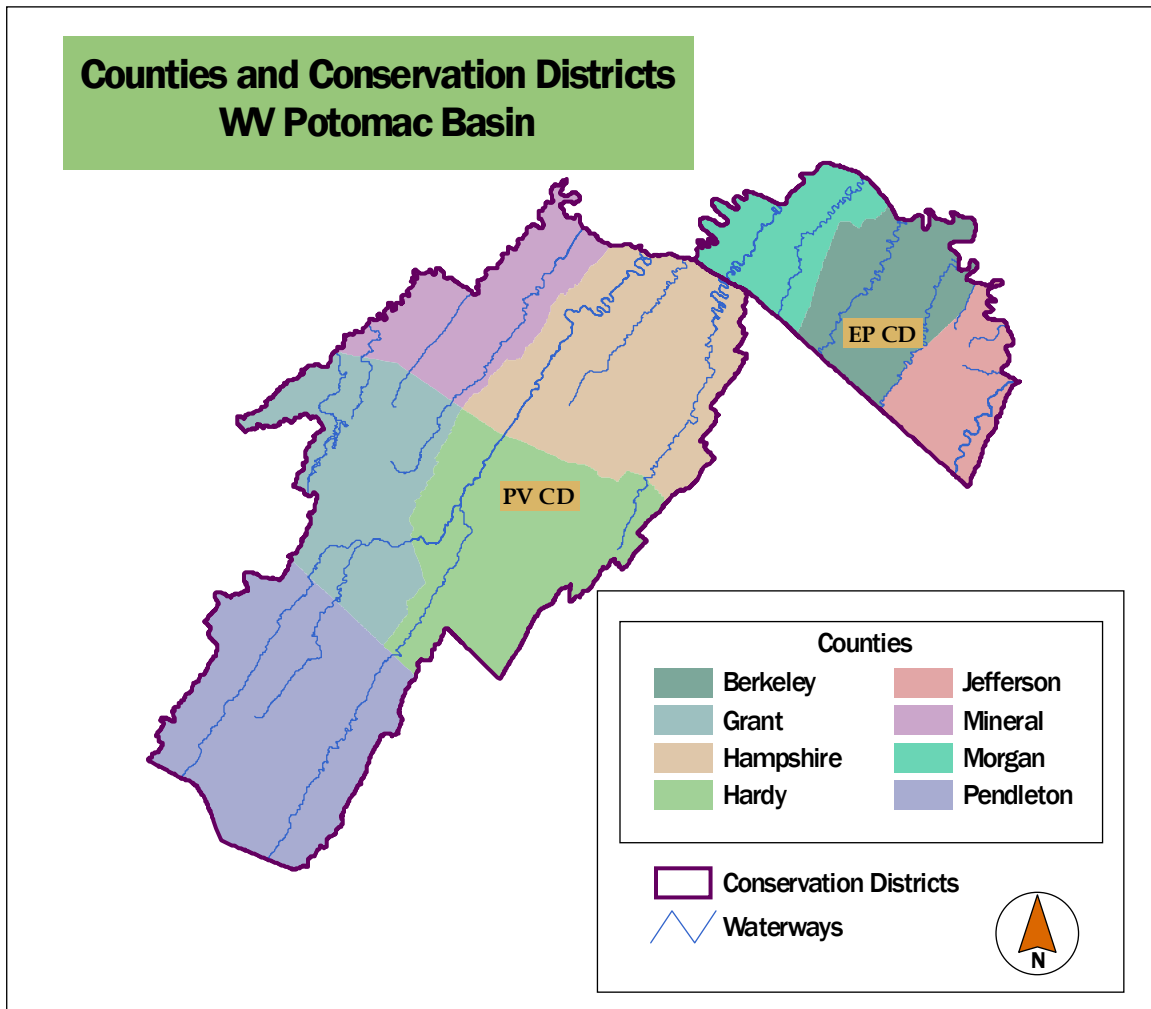 Counties and Conservation Districts
WV Potomac Basin
EP CD
PV CD
Counties
Berkeley
Grant
Hampshire
Hardy
Jefferson
Mineral
Morgan
Pendleton
Conservation Districts
Waterways
N